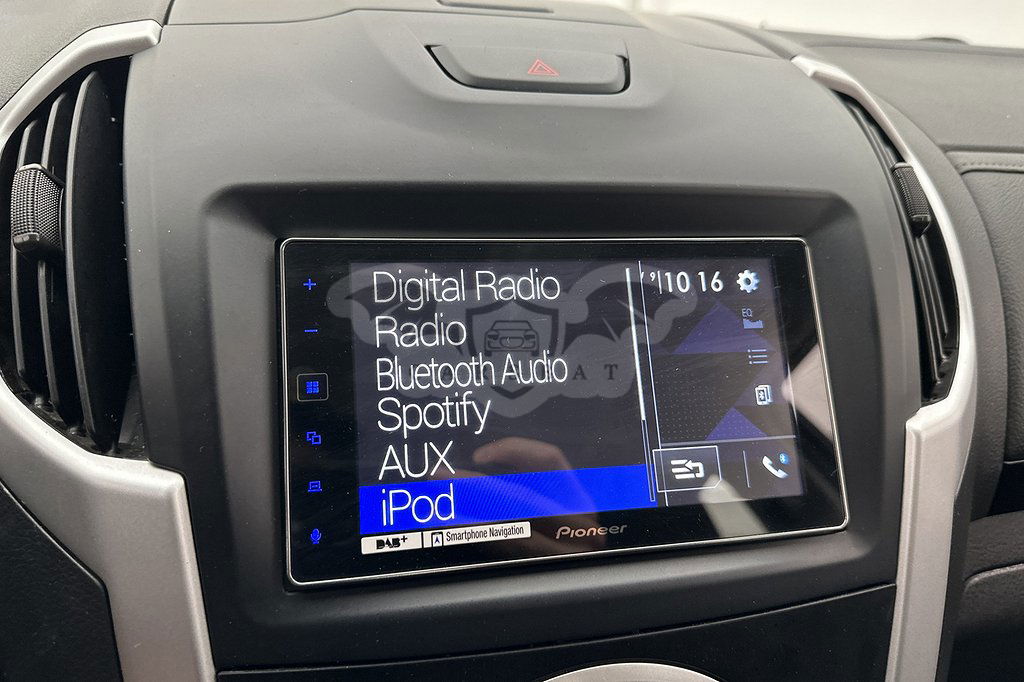 Digital Radio
10 16
Radio
EQ
Bluetooth Audio
Spotify
AUX
iPod
DAB+
Smartphone Navigation
Pioneer